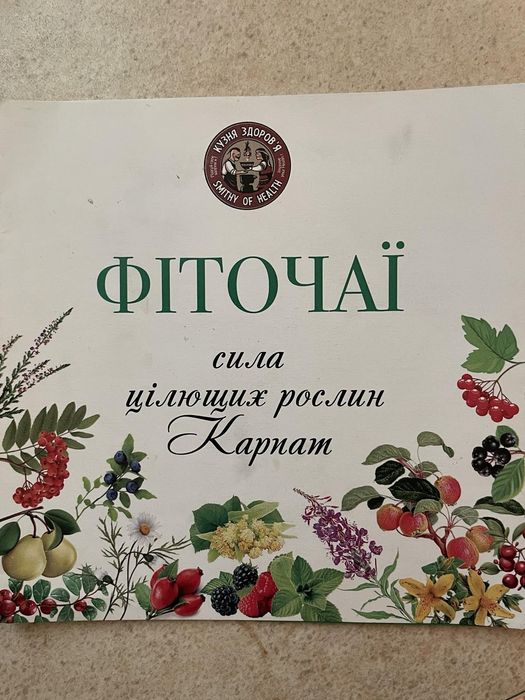 КУЗНЯ ЗДОРОВ'Я
SMITHY OF HEALTH
ФІТОЧАЇ
сила
цілющих рослин
Карпат